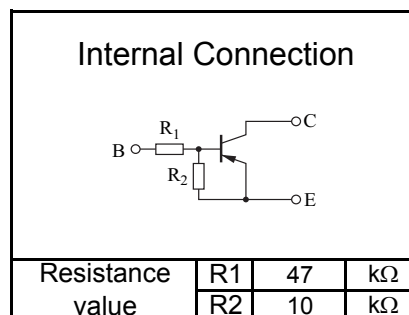 Internal Connection
R1
C
B
R2
E
Resistance value
R1 47 kΩ
R2 10 kΩ